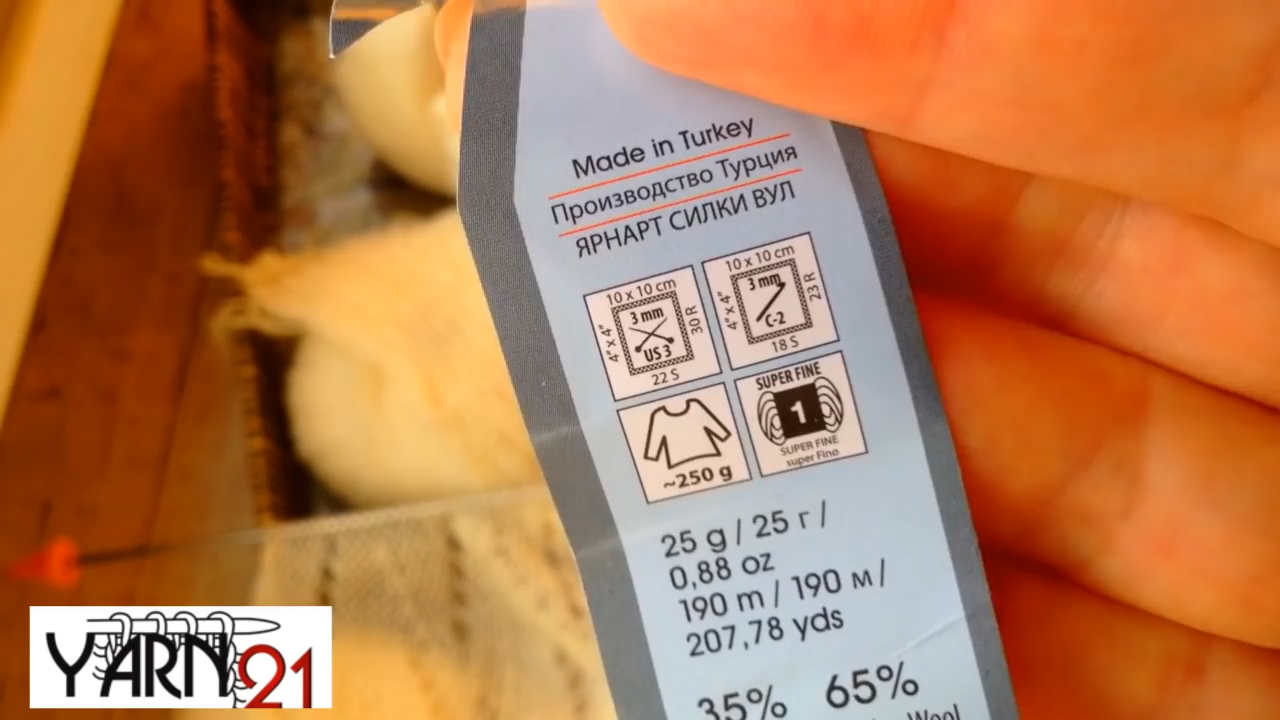 Made in Turkey
Производство Турция
ЯРНАРТ СИЛКИ ВУЛ
10 x 10 cm
4"x 4"
3 mm
US 3
30 R
22 S
10 x 10 cm
4"x 4"
3 mm
C-2
23 R
18 S
~250 g
SUPER FINE
1
SUPER FINE
super Fino
25 g / 25 г /
0,88 oz
190 m / 190 м /
207,78 yds
35% 65%
Wool
YARN21